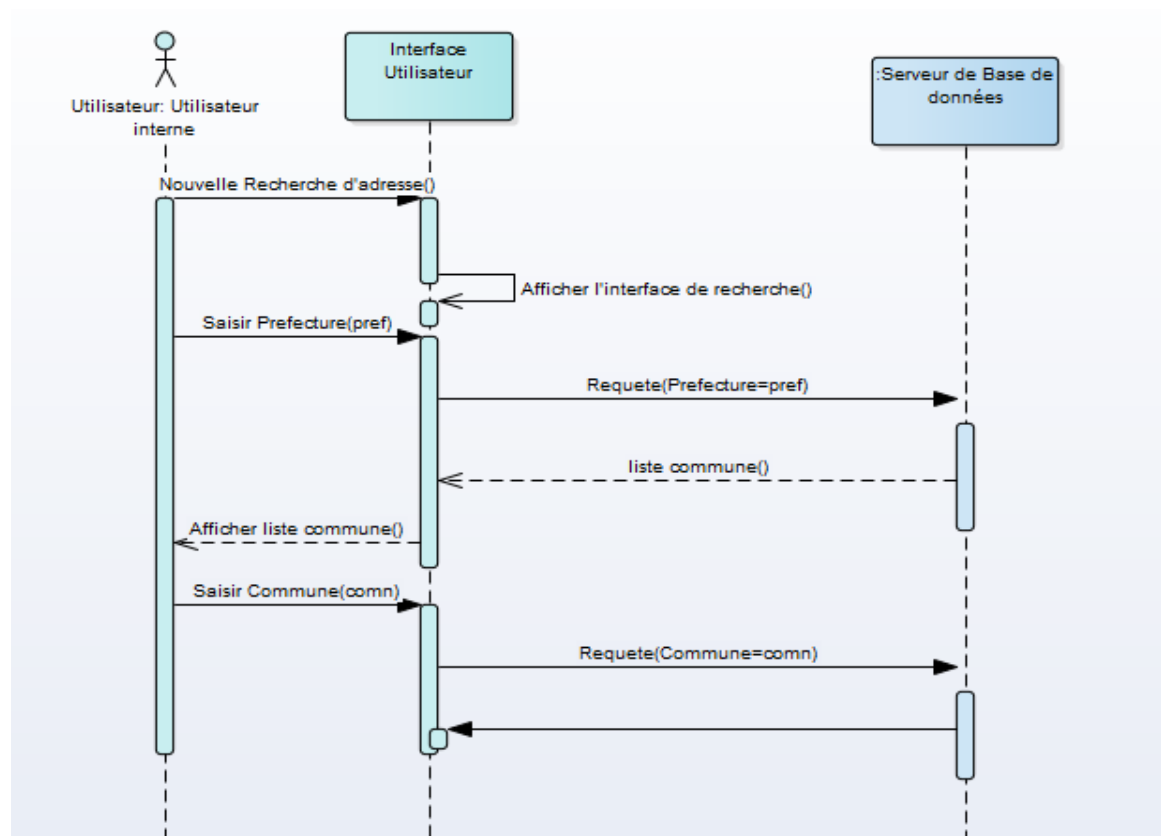 Interface
Utilisateur
:Serveur de Base de
données
Utilisateur: Utilisateur
interne
Nouvelle Recherche d'adresse()
Afficher l'interface de recherche()
Saisir Prefecture(pref)
Requete(Prefecture=pref)
liste commune()
Afficher liste commune()
Saisir Commune(comn)
Requete(Commune=comn)